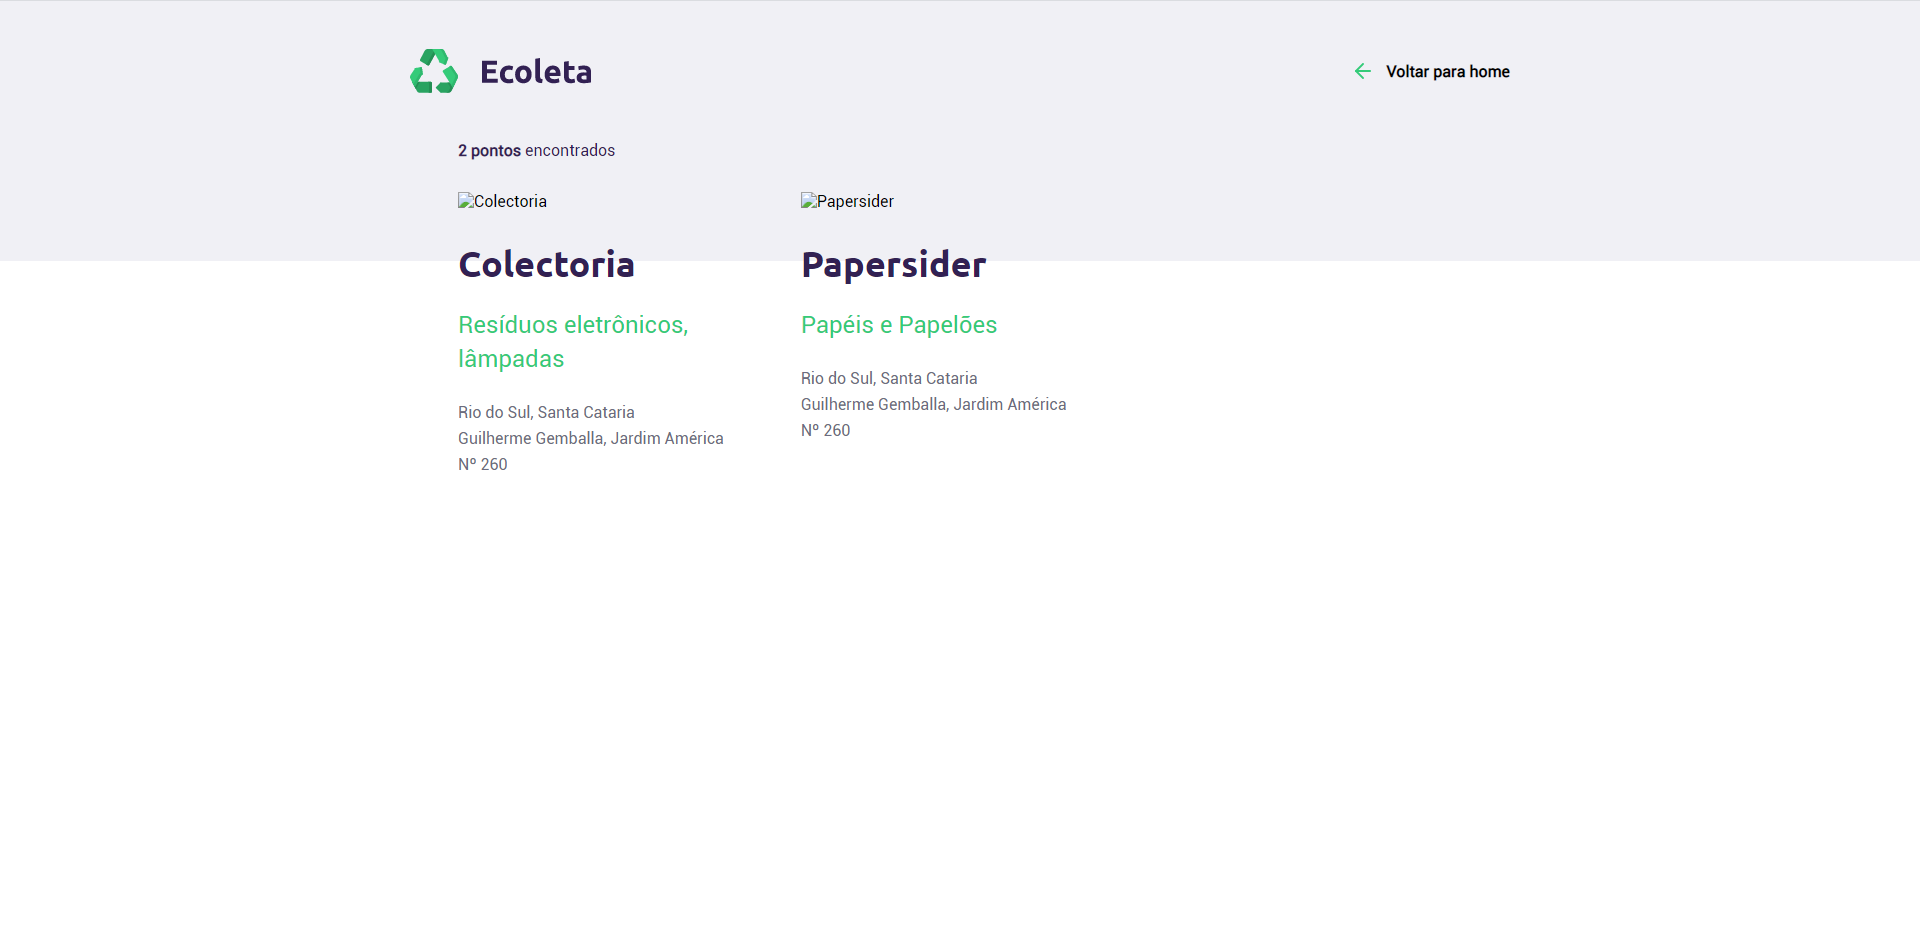 Ecoleta
Voltar para home
2 pontos encontrados
Colectoria
Papersider
Colectoria
Resíduos eletrônicos,
lâmpadas
Rio do Sul, Santa Cataria
Guilherme Gemballa, Jardim América
Nº 260
Papersider
Papéis e Papelões
Rio do Sul, Santa Cataria
Guilherme Gemballa, Jardim América
Nº 260